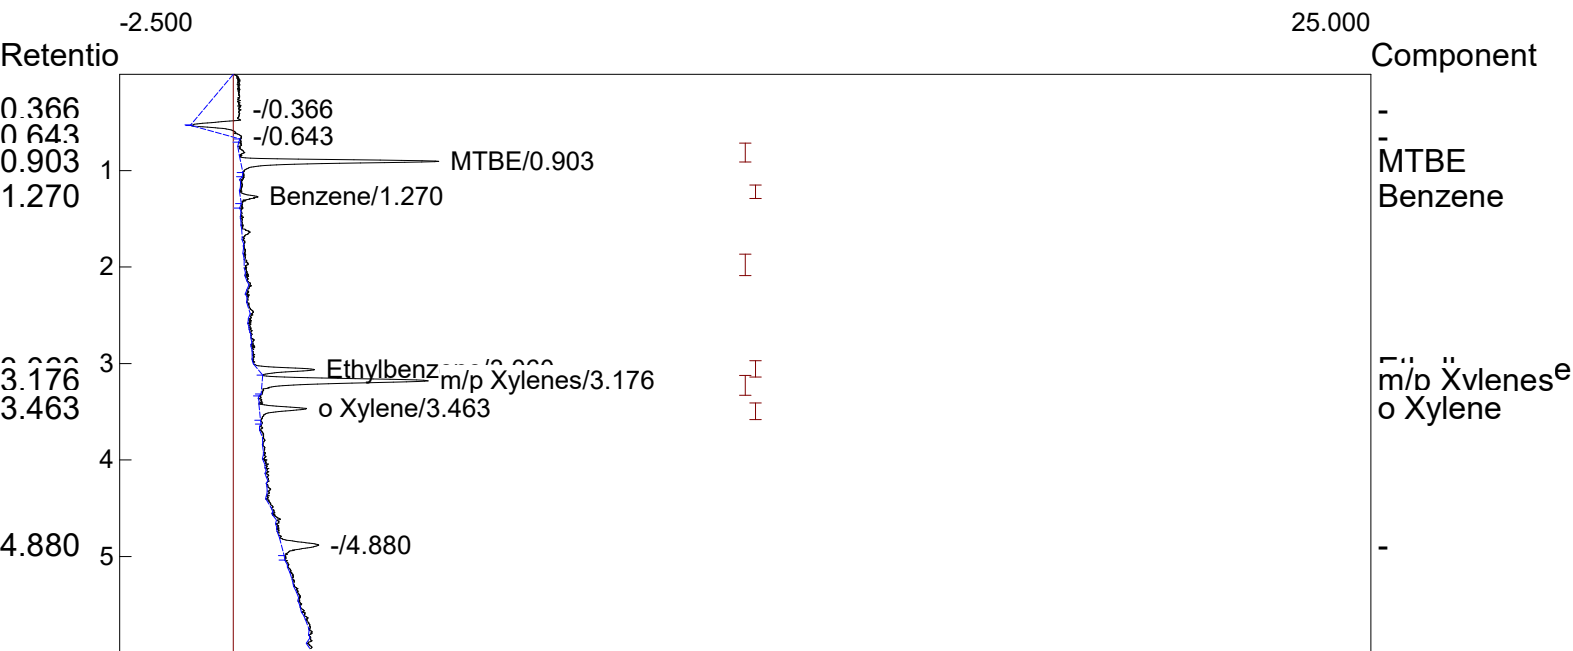 -2.500 25.000
Retentio Component
0.366 -/0.366 -
0.643 -/0.643 -
0.903 MTBE/0.903 MTBE
1
1.270 Benzene/1.270 Benzene
2
3
3.176 m/p Xylenes/3.176 m/p Xylenes
3.463 o Xylene/3.463 o Xylene
4
4.880 -/4.880 -
5